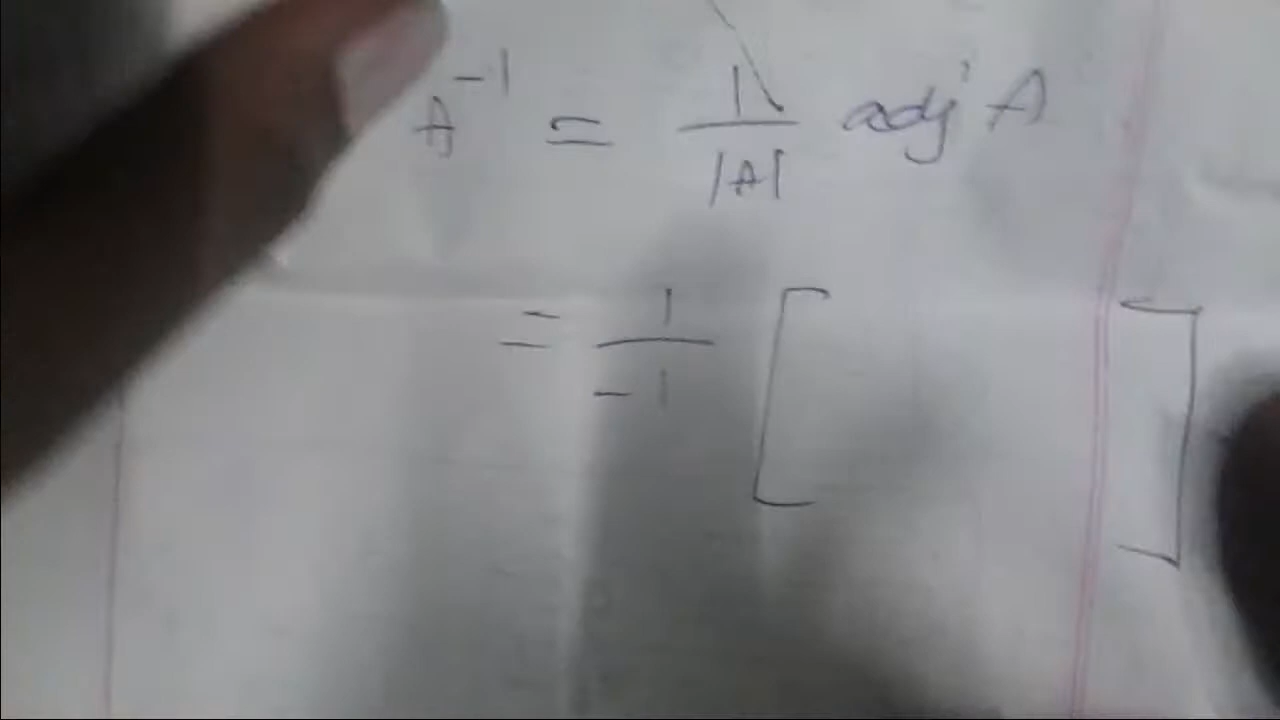 A⁻¹ = 1/|A| adj A
= 1/-1 [ ]